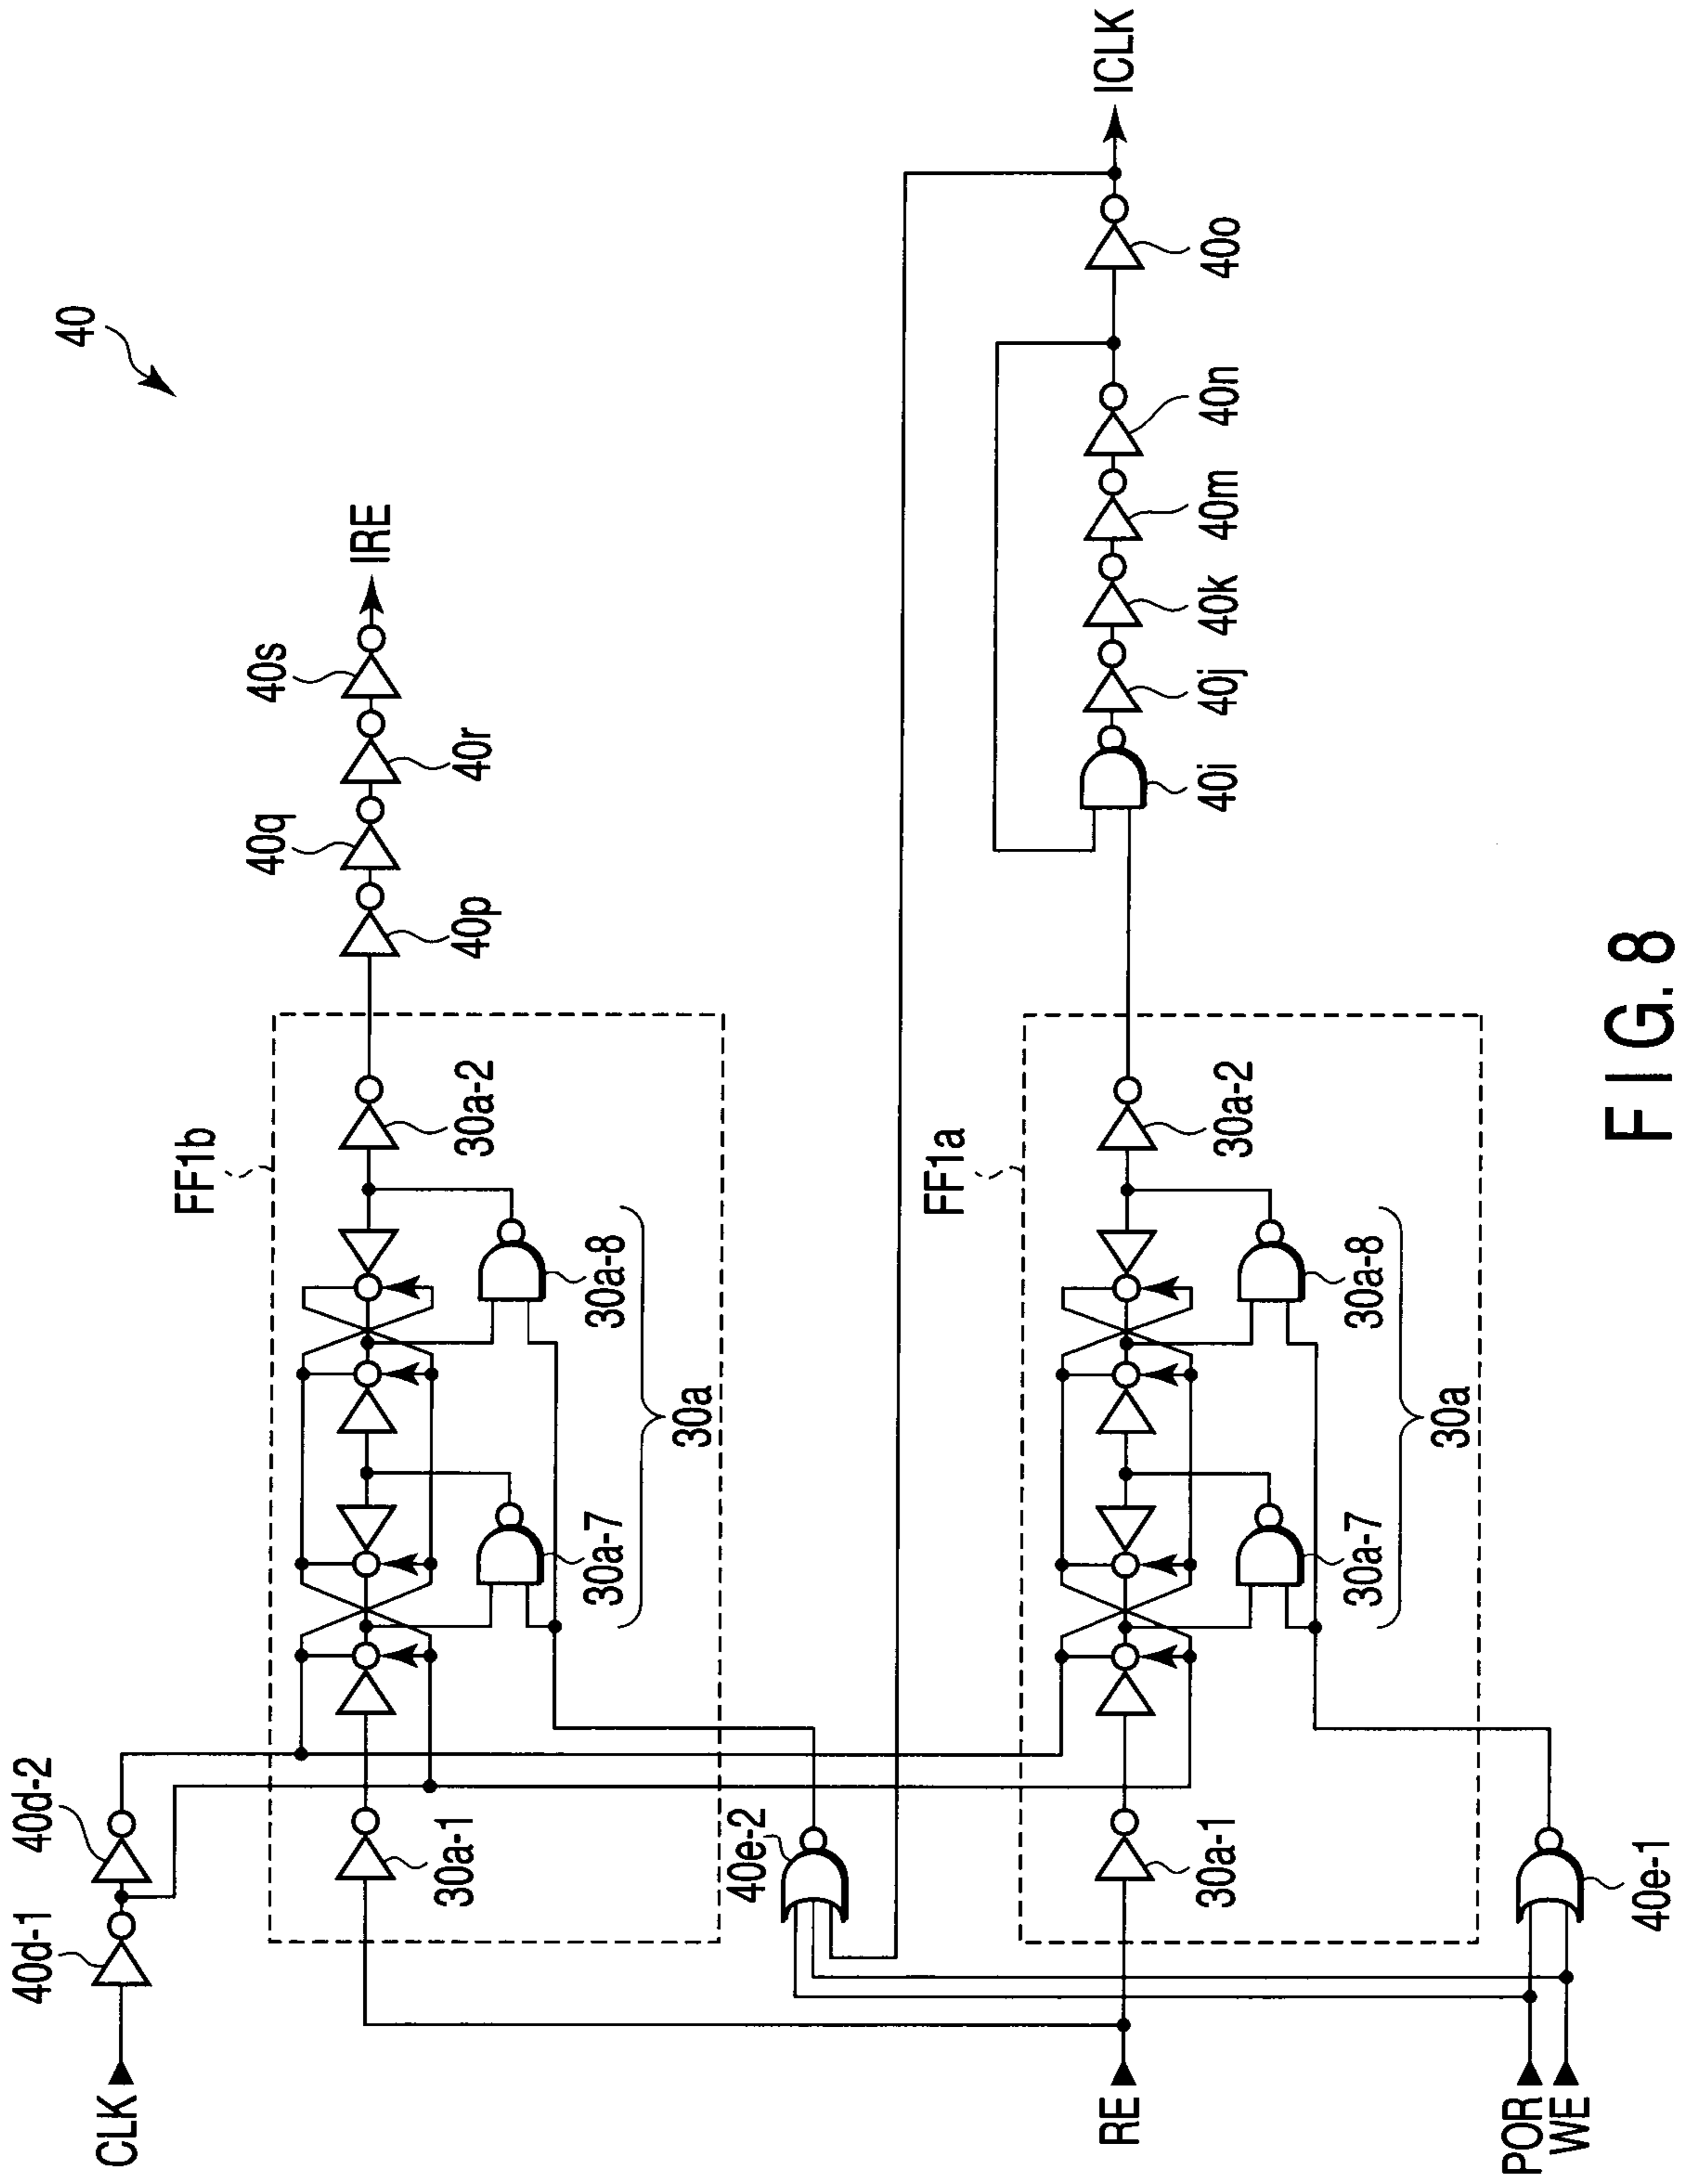 40
CLK
40d-1
40d-2
FF1b
30a-1
30a-7
30a-8
30a
30a-2
40p
40q
40r
40s
IRE
40e-2
RE
FF1a
30a-1
30a-7
30a-8
30a
30a-2
40i
40j
40k
40m
40n
40o
ICLK
POR
WE
40e-1
FIG. 8